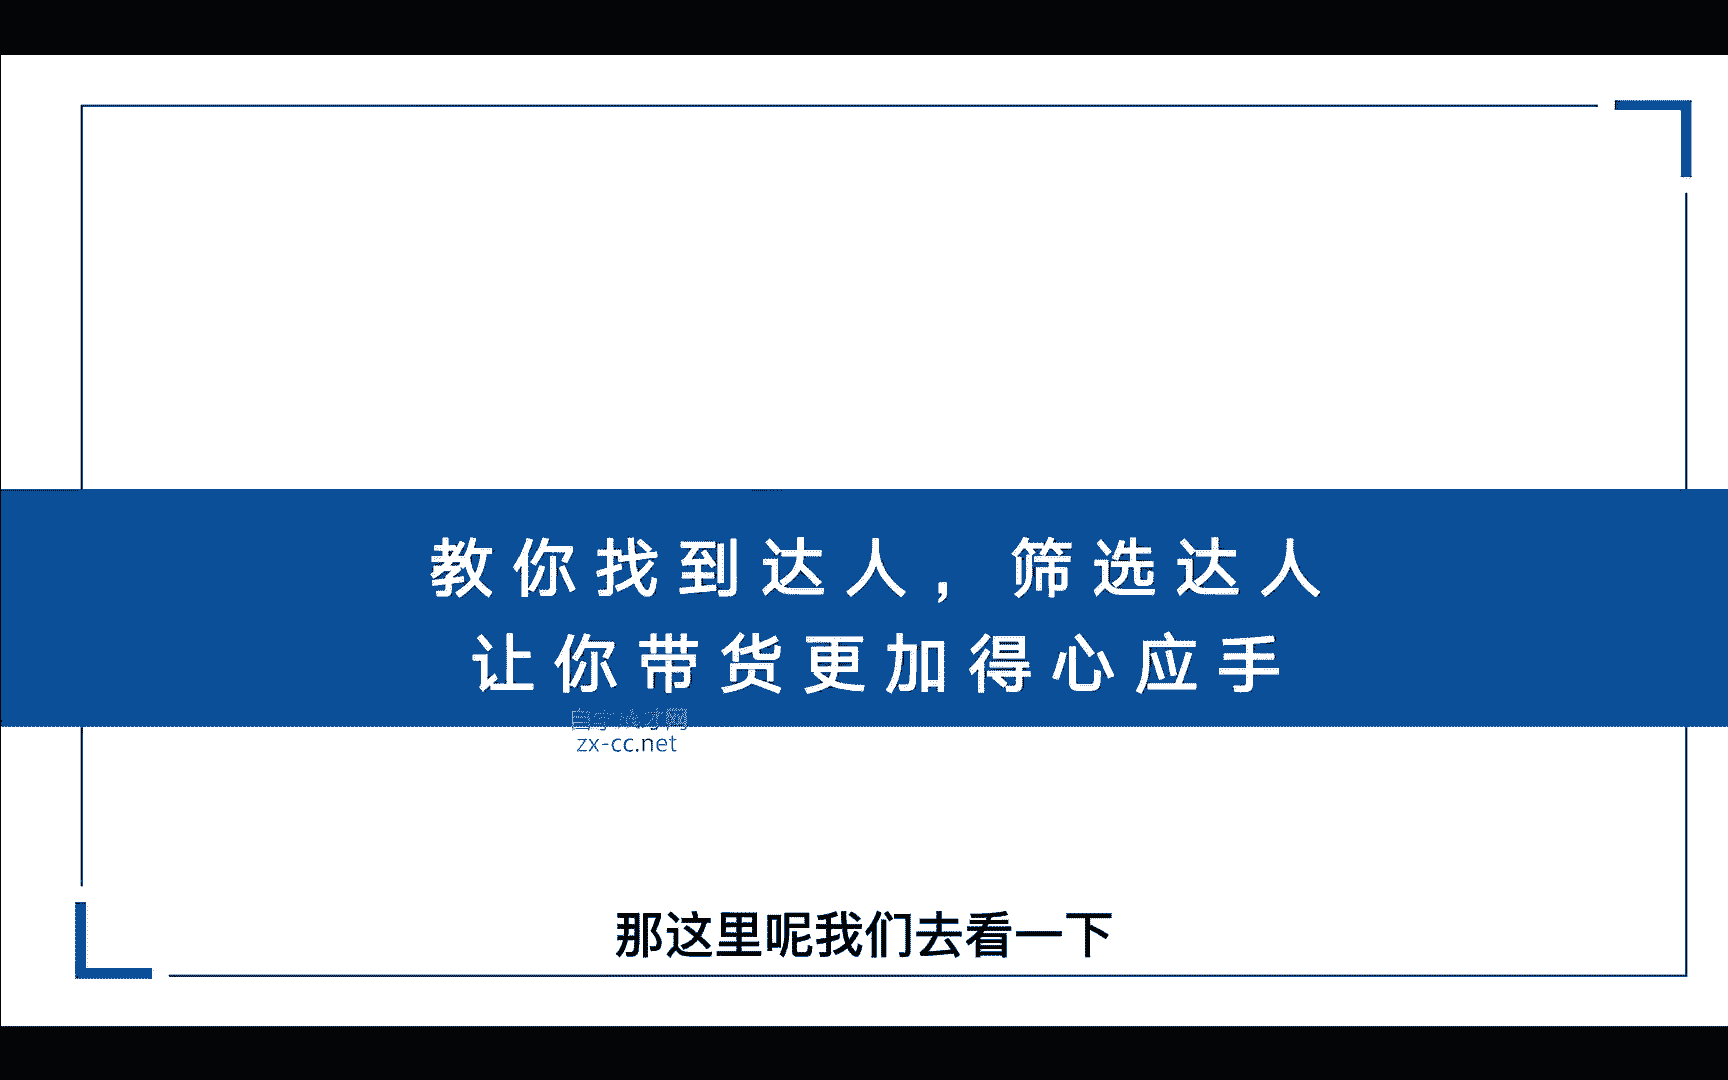 教你找到达人，筛选达人
让你带货更加得心应手
自学成才网
zx-cc.net
那这里呢我们去看一下